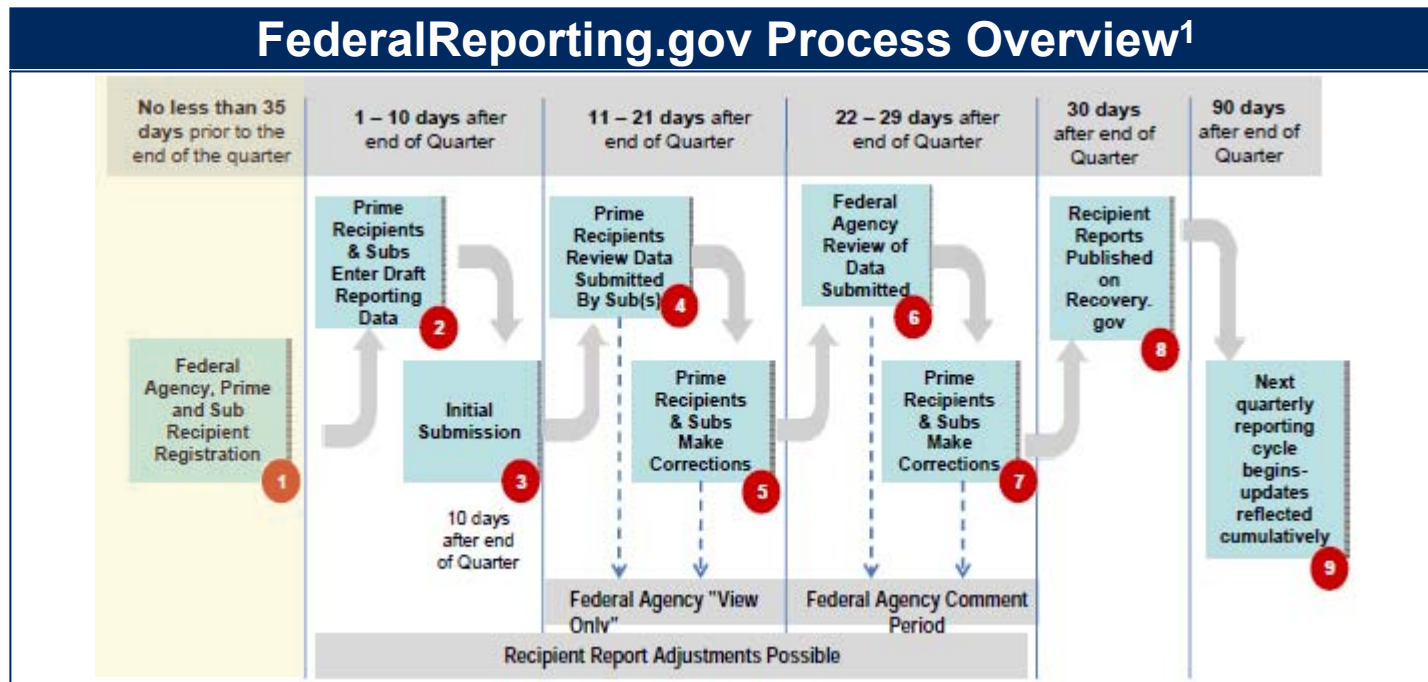 FederalReporting.gov Process Overview¹
No less than 35
days prior to the
end of the quarter
1 – 10 days after
end of Quarter
11 – 21 days after
end of Quarter
22 – 29 days after
end of Quarter
30 days
after end of
Quarter
90 days
after end of
Quarter
Federal
Agency, Prime
and Sub
Recipient
Registration
1
Prime
Recipients
& Subs
Enter Draft
Reporting
Data
2
Initial
Submission
3
10 days
after end
of Quarter
Prime
Recipients
Review Data
Submitted
By Sub(s)
4
Prime
Recipients
& Subs
Make
Corrections
5
Federal
Agency
Review of
Data
Submitted
6
Prime
Recipients
& Subs
Make
Corrections
7
Recipient
Reports
Published
on
Recovery.
gov
8
Next
quarterly
reporting
cycle
begins-
updates
reflected
cumulatively
9
Federal Agency "View
Only"
Federal Agency Comment
Period
Recipient Report Adjustments Possible